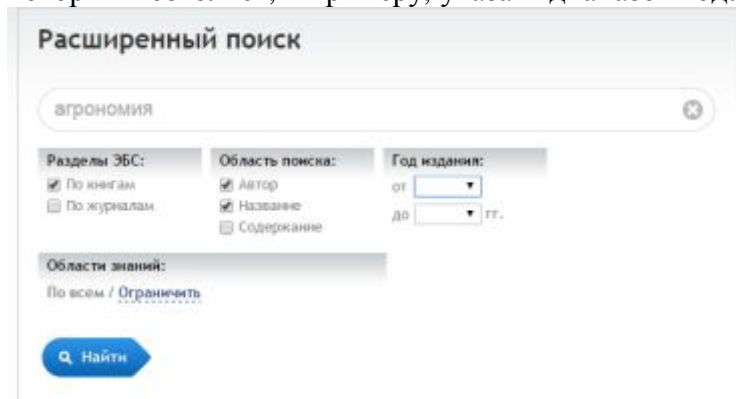 Расширенный поиск
агрономия
Разделы ЭБС:
По книгам
По журналам
Область поиска:
Автор
Название
Содержание
Год издания:
от
до гг.
Области знаний:
По всем / Ограничить
Найти